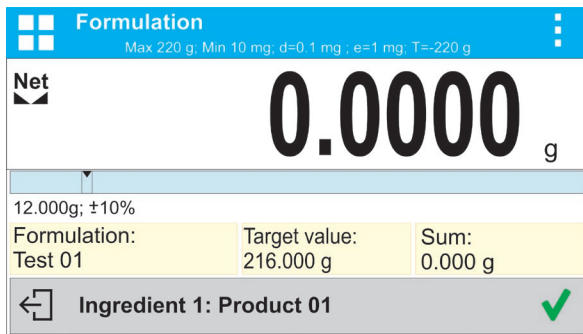 Formulation
Max 220 g; Min 10 mg; d=0.1 mg ; e=1 mg; T=-220 g
Net
0.0000 g
12.000g; ±10%
Formulation: Target value: Sum:
Test 01 216.000 g 0.000 g
Ingredient 1: Product 01